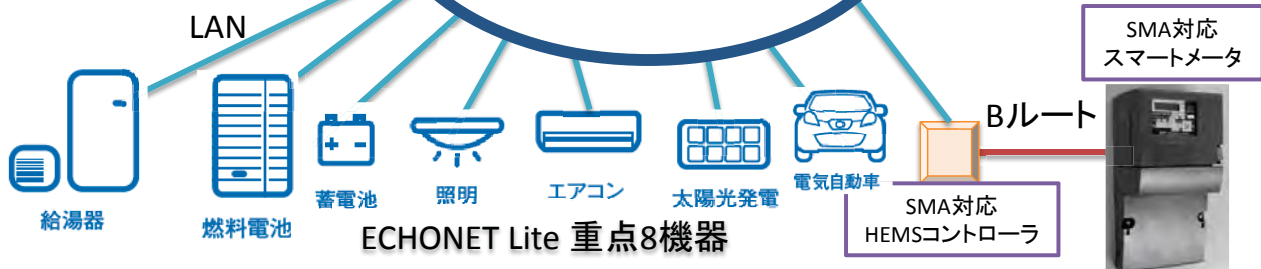 LAN
SMA対応
スマートメータ
Bルート
給湯器
燃料電池
蓄電池
照明
エアコン
太陽光発電
電気自動車
SMA対応
HEMSコントローラ
ECHONET Lite 重点8機器